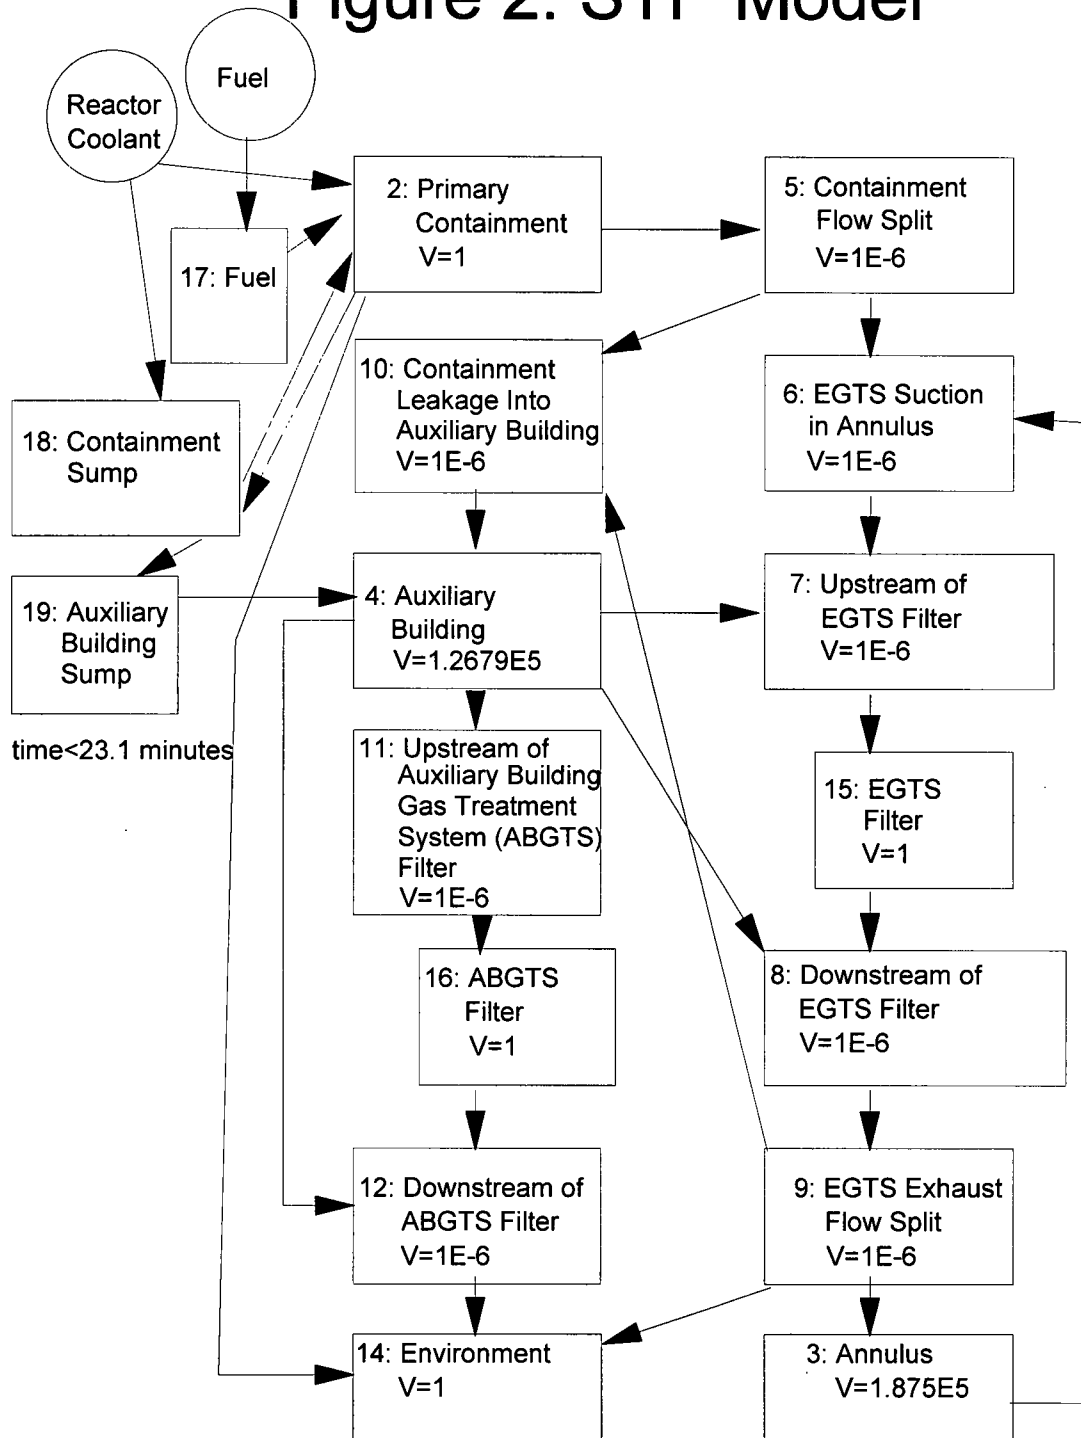 Figure 2: STP Model
Fuel
Reactor
Coolant
2: Primary
Containment
V=1
5: Containment
Flow Split
V=1E-6
17: Fuel
10: Containment
Leakage Into
Auxiliary Building
V=1E-6
6: EGTS Suction
in Annulus
V=1E-6
18: Containment
Sump
19: Auxiliary
Building
Sump
time<23.1 minutes
4: Auxiliary
Building
V=1.2679E5
7: Upstream of
EGTS Filter
V=1E-6
11: Upstream of
Auxiliary Building
Gas Treatment
System (ABGTS)
Filter
V=1E-6
15: EGTS
Filter
V=1
16: ABGTS
Filter
V=1
8: Downstream of
EGTS Filter
V=1E-6
12: Downstream of
ABGTS Filter
V=1E-6
9: EGTS Exhaust
Flow Split
V=1E-6
14: Environment
V=1
3: Annulus
V=1.875E5